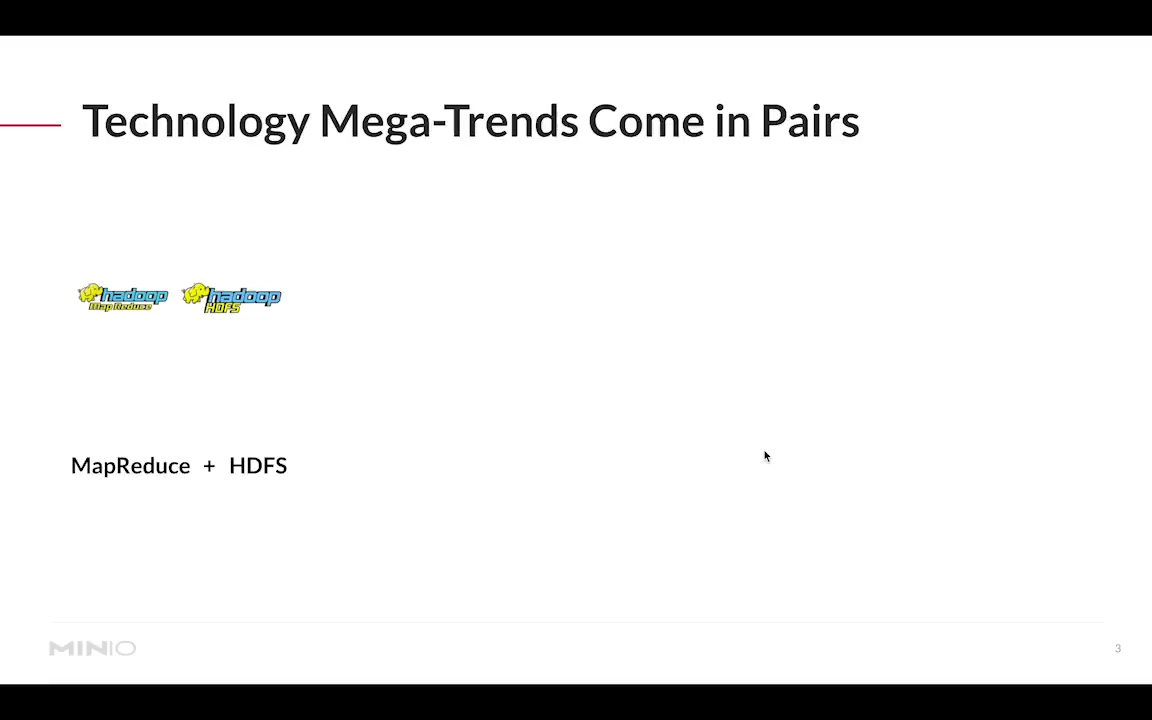 Technology Mega-Trends Come in Pairs
hadoop hadoop
Map Reduce HDFS
MapReduce + HDFS
MINIO
3